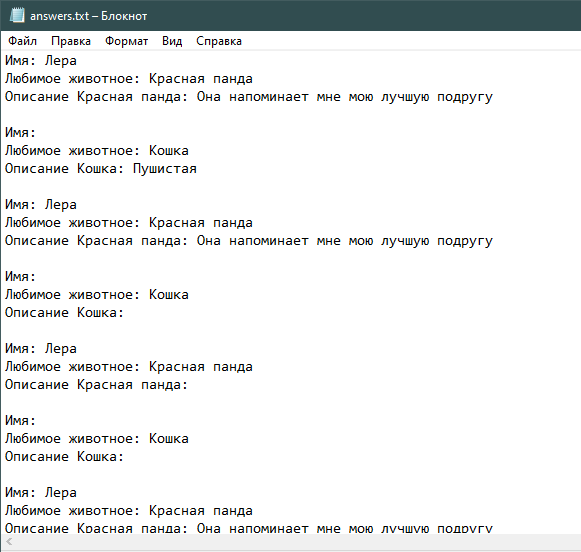 answers.txt – Блокнот
Файл Правка Формат Вид Справка
Имя: Лера
Любимое животное: Красная панда
Описание Красная панда: Она напоминает мне мою лучшую подругу
Имя:
Любимое животное: Кошка
Описание Кошка: Пушистая
Имя: Лера
Любимое животное: Красная панда
Описание Красная панда: Она напоминает мне мою лучшую подругу
Имя:
Любимое животное: Кошка
Описание Кошка:
Имя: Лера
Любимое животное: Красная панда
Описание Красная панда:
Имя:
Любимое животное: Кошка
Описание Кошка:
Имя: Лера
Любимое животное: Красная панда
Описание Красная панда: Она напоминает мне мою лучшую подругу